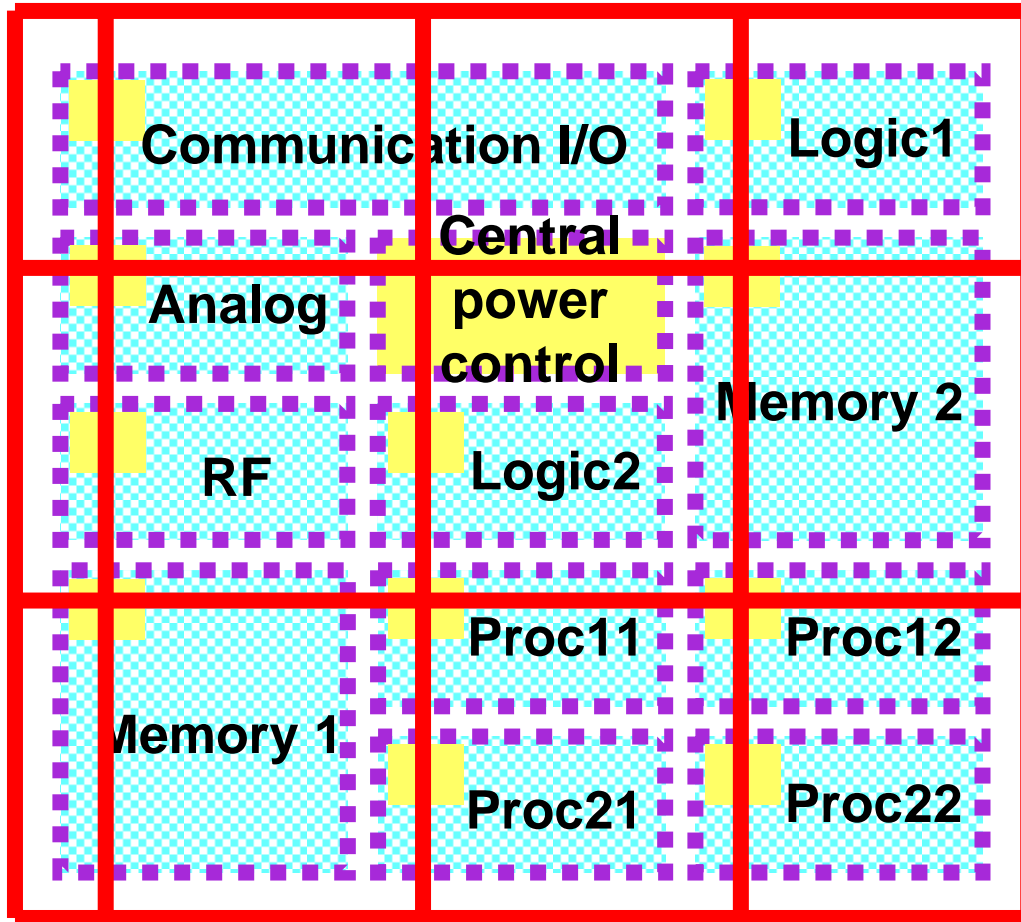 Communication I/O
Logic1
Central
power
control
Analog
Memory 2
RF
Logic2
Proc11
Proc12
Memory 1
Proc21
Proc22